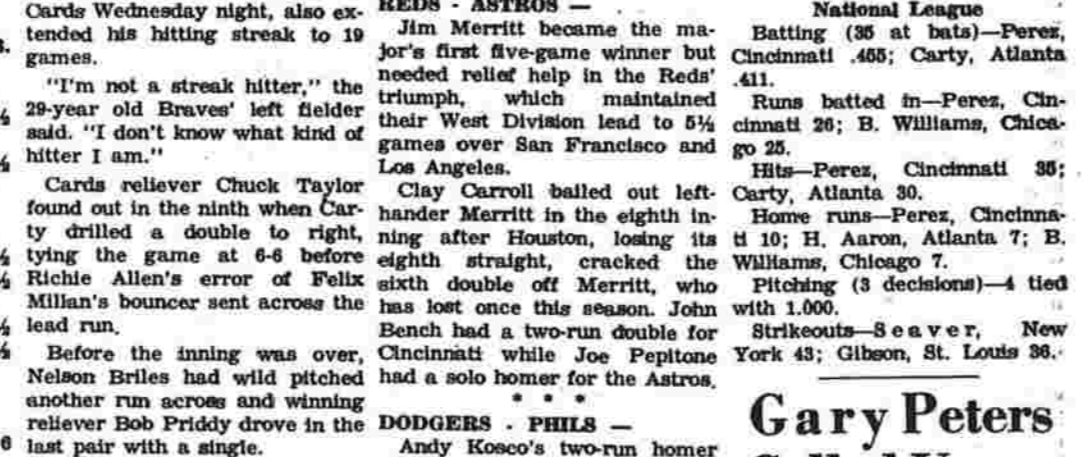 Cards Wednesday night, also ex-
tended his hitting streak to 19
games.
"I'm not a streak hitter," the
29-year old Braves' left fielder
said. "I don't know what kind of
hitter I am."
Cards reliever Chuck Taylor
found out in the ninth when Car-
ty drilled a double to right,
tying the game at 6-6 before
Richie Allen's error of Felix
Millan's bouncer sent across the
lead run.
Before the inning was over,
Nelson Briles had wild pitched
another run across and winning
reliever Bob Priddy drove in the
last pair with a single.
REDS - ASTROS —
Jim Merritt became the ma-
jor's first five-game winner but
needed relief help in the Reds'
triumph, which maintained
their West Division lead to 5½
games over San Francisco and
Los Angeles.
Clay Carroll bailed out left-
hander Merritt in the eighth in-
ning after Houston, losing its
eighth straight, cracked the
sixth double off Merritt, who
has lost once this season. John
Bench had a two-run double for
Cincinnati while Joe Pepitone
had a solo homer for the Astros.
* * *
DODGERS - PHILS —
Andy Kosco's two-run homer
National League
Batting (35 at bats)—Perez,
Cincinnati .455; Carty, Atlanta
.411.
Runs batted in—Perez, Cin-
cinnati 26; B. Williams, Chica-
go 25.
Hits—Perez, Cincinnati 35;
Carty, Atlanta 30.
Home runs—Perez, Cincinna-
ti 10; H. Aaron, Atlanta 7; B.
Williams, Chicago 7.
Pitching (3 decisions)—4 tied
with 1.000.
Strikeouts—Seaver, New
York 43; Gibson, St. Louis 36.
Gary Peters